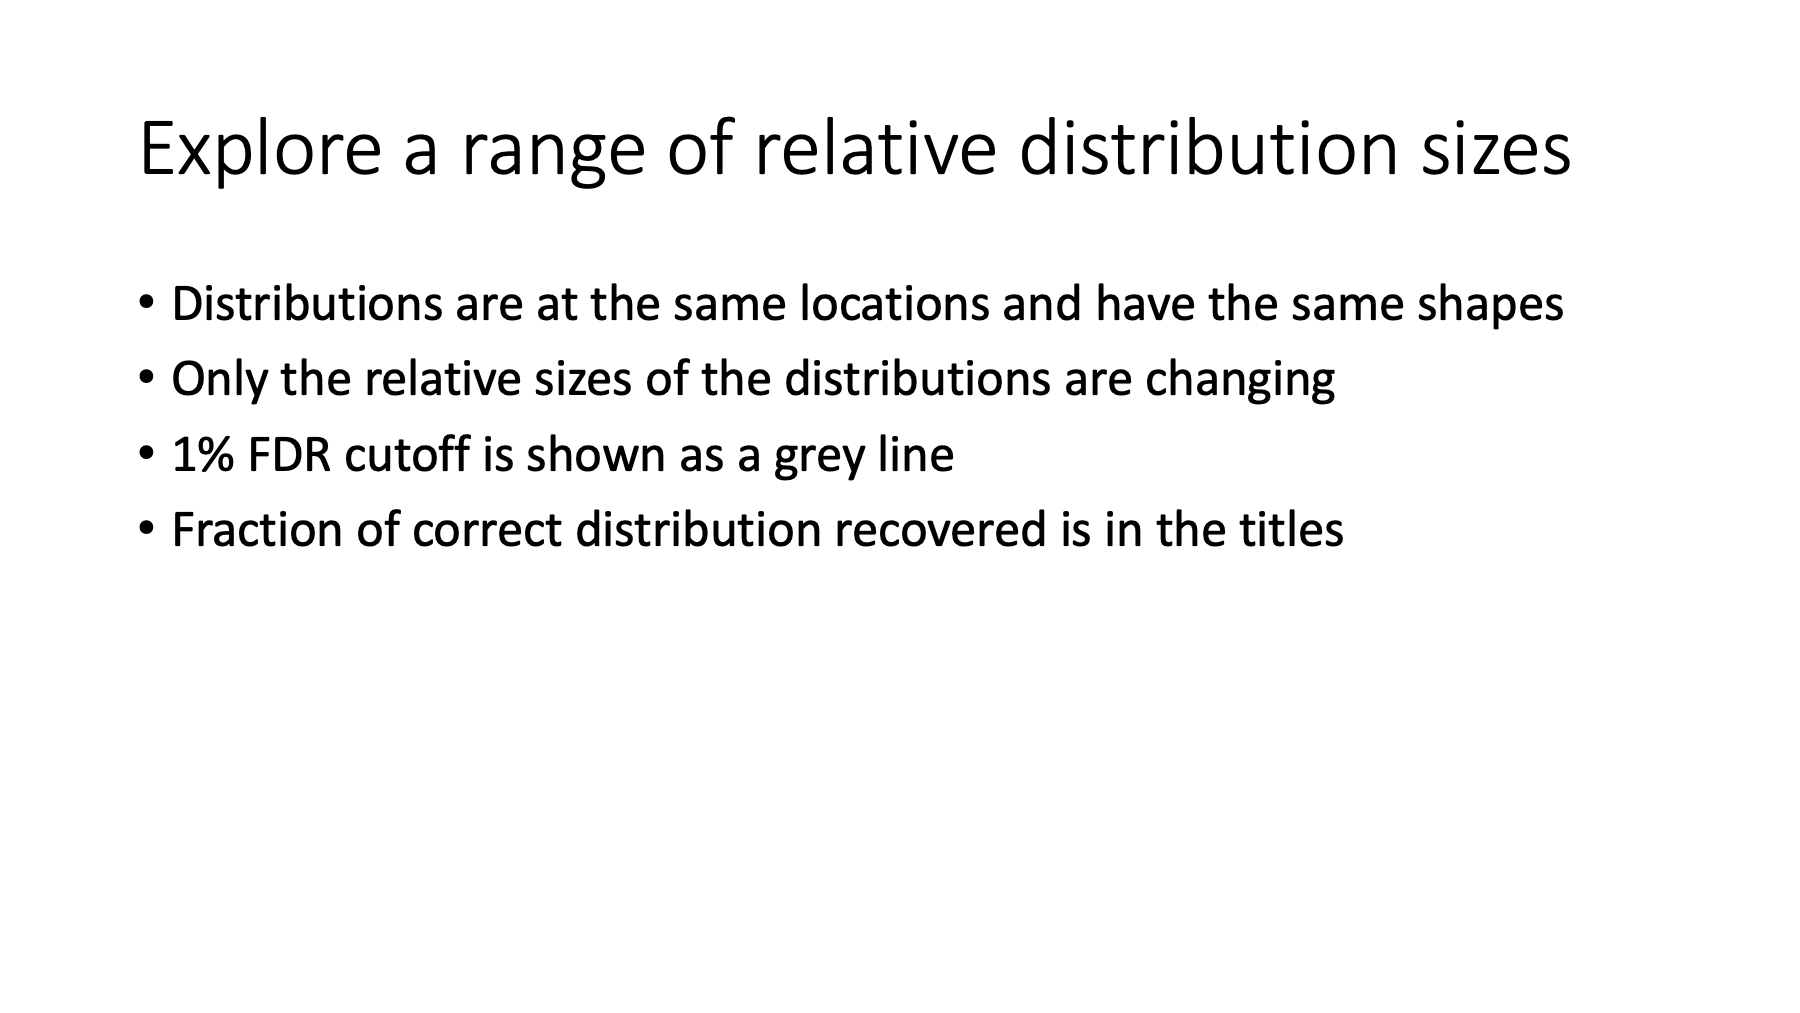 Explore a range of relative distribution sizes
• Distributions are at the same locations and have the same shapes
• Only the relative sizes of the distributions are changing
• 1% FDR cutoff is shown as a grey line
• Fraction of correct distribution recovered is in the titles